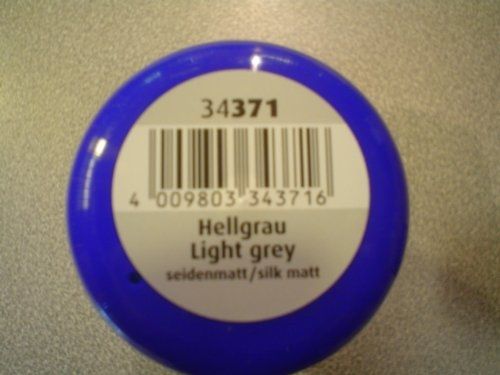 34371
4 009803 343716
Hellgrau
Light grey
seidenmatt/silk matt